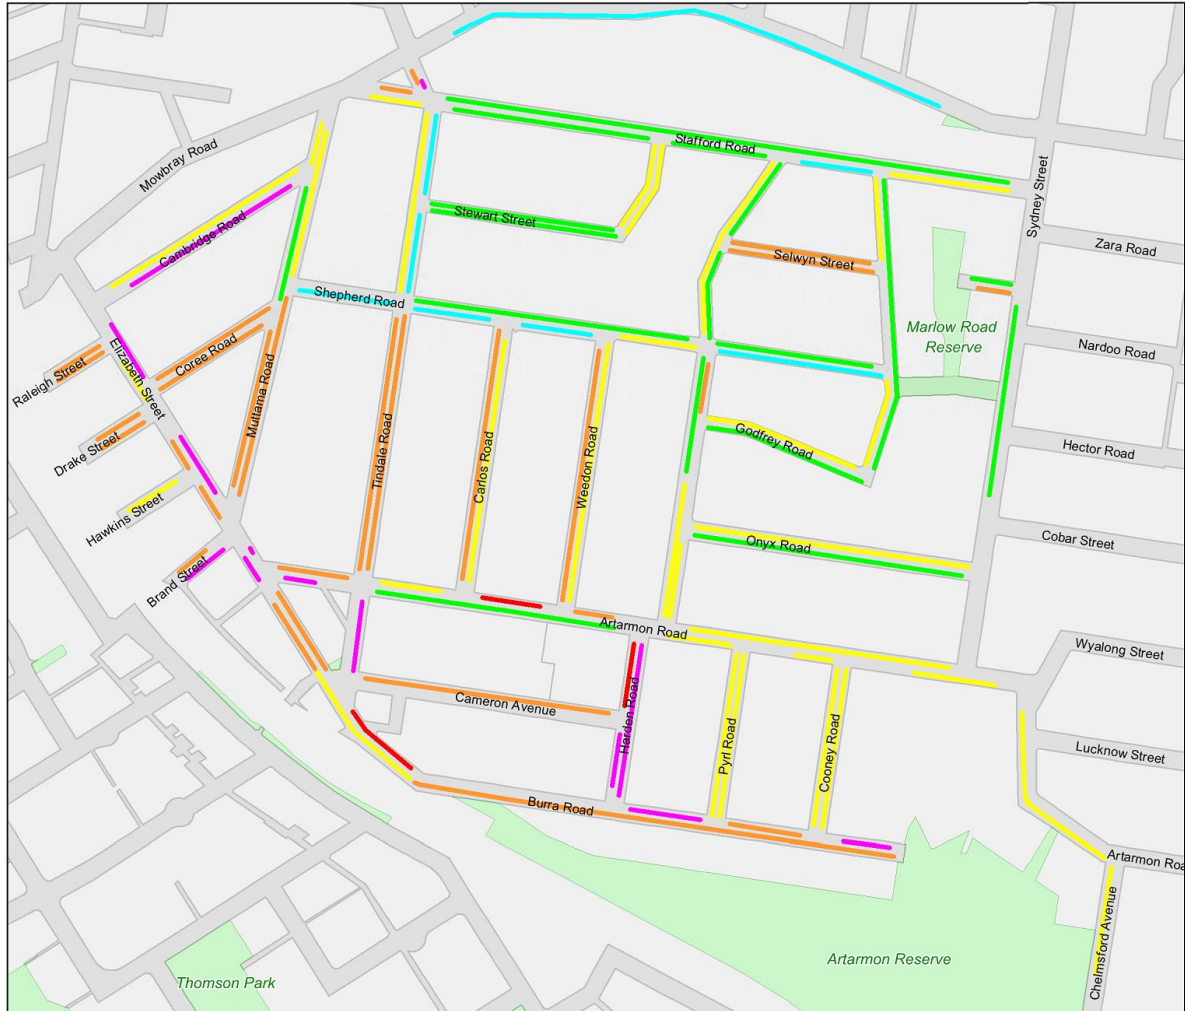 Stafford Road
Mowbray Road
Sydney Street
Stewart Street
Cambridge Road
Zara Road
Selwyn Street
Shepherd Road
Marlow Road
Reserve
Nardoo Road
Coree Road
Raleigh Street
Elizabeth Street
Muttama Road
Hector Road
Godfrey Road
Drake Street
Tindale Road
Carlos Road
Weedon Road
Hawkins Street
Cobar Street
Onyx Road
Brand Street
Artarmon Road
Wyalong Street
Cameron Avenue
Harden Road
Pyrl Road
Cooney Road
Lucknow Street
Burra Road
Artarmon Roa
Chelmsford Avenue
Artarmon Reserve
Thomson Park